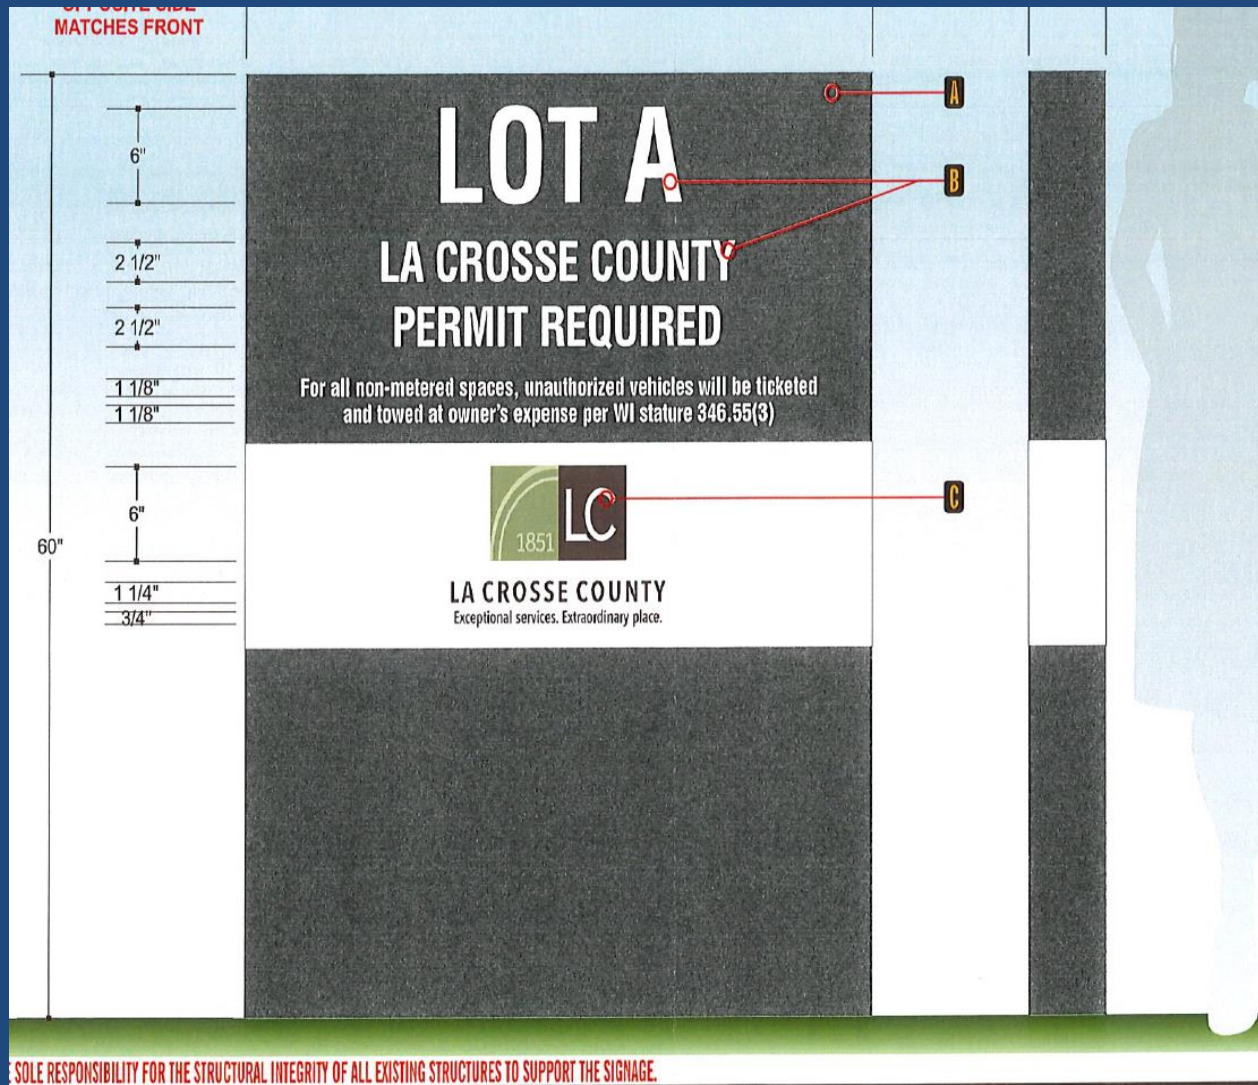 OPPOSITE SIDE
MATCHES FRONT
LOT A
LA CROSSE COUNTY
PERMIT REQUIRED
For all non-metered spaces, unauthorized vehicles will be ticketed
and towed at owner's expense per WI stature 346.55(3)
1851 LC
LA CROSSE COUNTY
Exceptional services. Extraordinary place.
60"
6"
2 1/2"
2 1/2"
1 1/8"
1 1/8"
6"
1 1/4"
3/4"
A
B
C
SOLE RESPONSIBILITY FOR THE STRUCTURAL INTEGRITY OF ALL EXISTING STRUCTURES TO SUPPORT THE SIGNAGE.